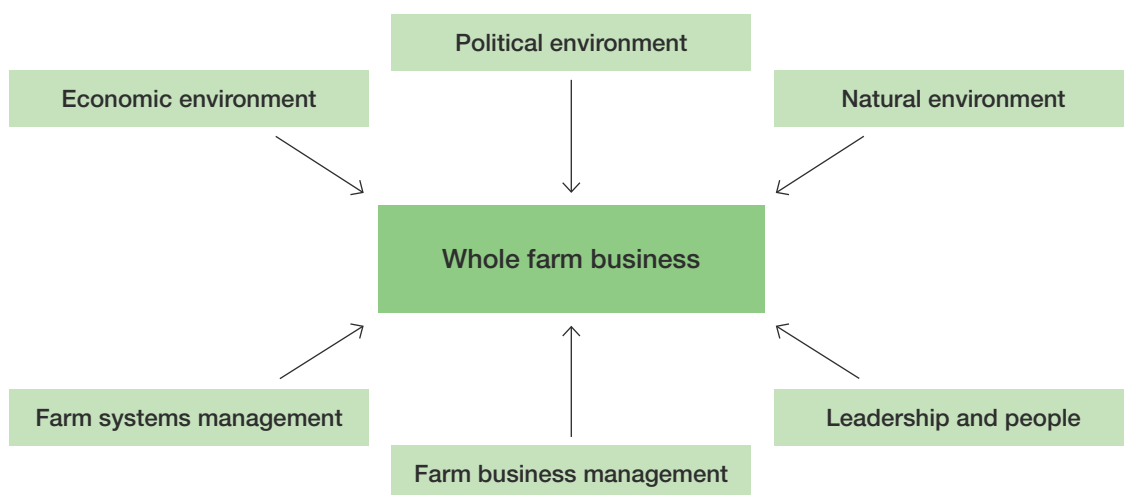 Political environment
Economic environment
Natural environment
Whole farm business
Farm systems management
Leadership and people
Farm business management